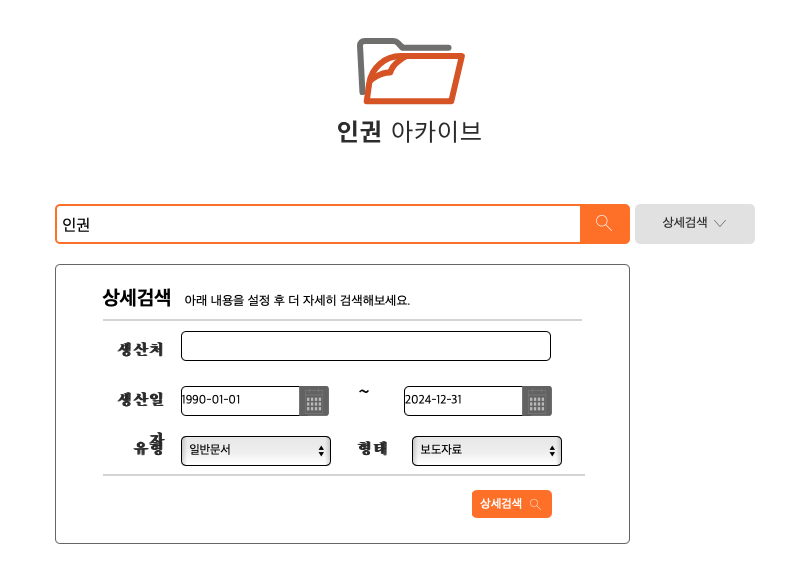 인권 아카이브
인권
상세검색
상세검색 아래 내용을 설정 후 더 자세히 검색해보세요.
생산처
생산일자
1990-01-01 ~ 2024-12-31
유형 일반문서 형태 보도자료
상세검색